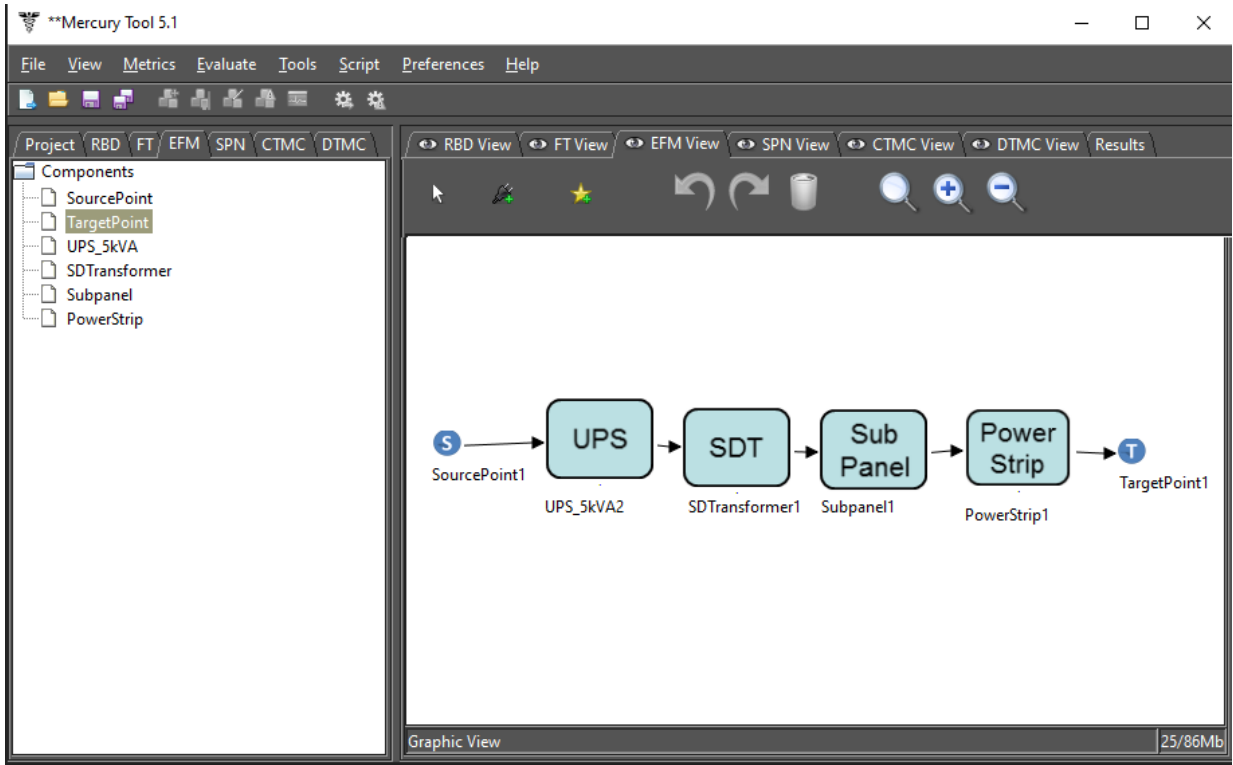 **Mercury Tool 5.1
File View Metrics Evaluate Tools Script Preferences Help
Project RBD FT EFM SPN CTMC DTMC
RBD View FT View EFM View SPN View CTMC View DTMC View Results
Components
SourcePoint
TargetPoint
UPS_5kVA
SDTransformer
Subpanel
PowerStrip
S
SourcePoint1
UPS
UPS_5kVA2
SDT
SDTransformer1
Sub
Panel
Subpanel1
Power
Strip
PowerStrip1
T
TargetPoint1
Graphic View
25/86Mb